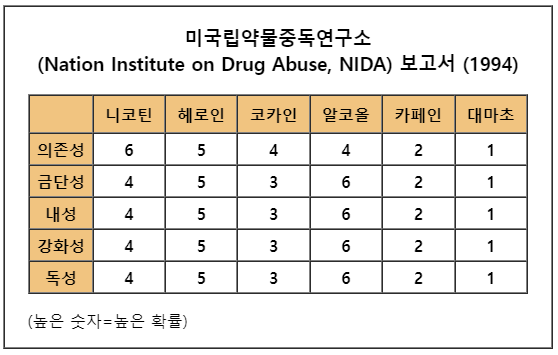 미국립약물중독연구소
(Nation Institute on Drug Abuse, NIDA) 보고서 (1994)
니코틴 헤로인 코카인 알코올 카페인 대마초
의존성 6 5 4 4 2 1
금단성 4 5 3 6 2 1
내성 4 5 3 6 2 1
강화성 4 5 3 6 2 1
독성 4 5 3 6 2 1
(높은 숫자=높은 확률)